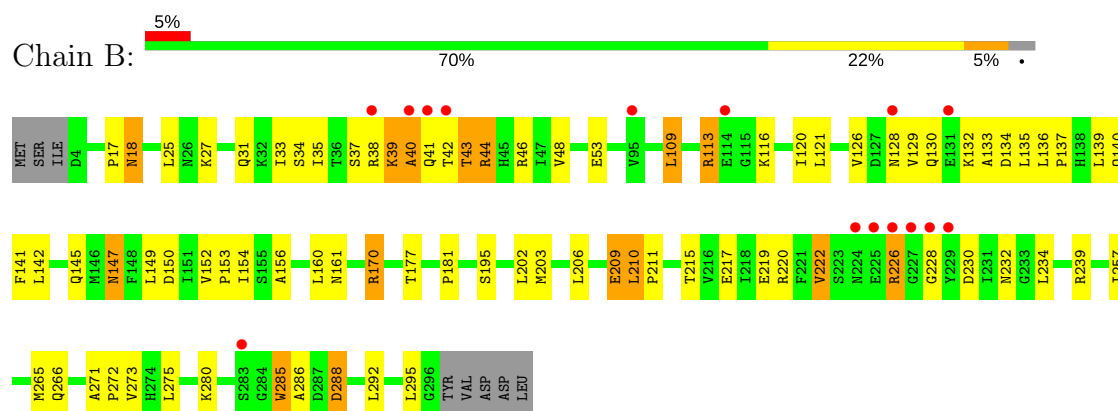 5%
Chain B:
70% 22% 5% •
MET SER ILE D4 P17 N18 L25 N26 K27 Q31 K32 I33 S34 I35 T36 S37 R38 K39 A40 Q41 T42 T43 R44 H45 R46 I47 V48 E53 V95 L109 R113 E114 G115 K116 I120 L121 V126 D127 N128 V129 Q130 E131 K132 A133 D134 L135 L136 P137 H138 L139
F141 L142 Q145 M146 N147 F148 L149 D150 I151 V152 P153 I154 S155 A156 L160 N161 R170 T177 P181 S195 L202 M203 L206 E209 L210 P211 T215 V216 E217 I218 E219 R220 F221 V222 S223 N224 E225 R226 G227 G228 Y229 D230 I231 N232 G233 L234 R239
M265 Q266 A271 P272 V273 H274 L275 K280 S283 G284 W285 A286 D287 D288 L292 L295 G296 TYR VAL ASP ASP LEU